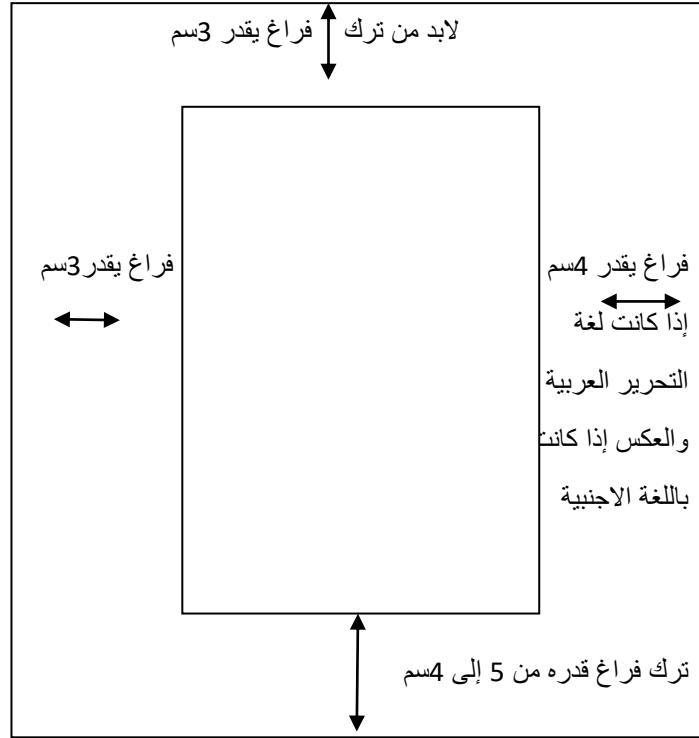 لابد من ترك فراغ يقدر 3سم
فراغ يقدر 4سم
إذا كانت لغة
التحرير العربية
والعكس إذا كانت
باللغة الاجنبية
فراغ يقدر3سم
ترك فراغ قدره من 5 إلى 4سم